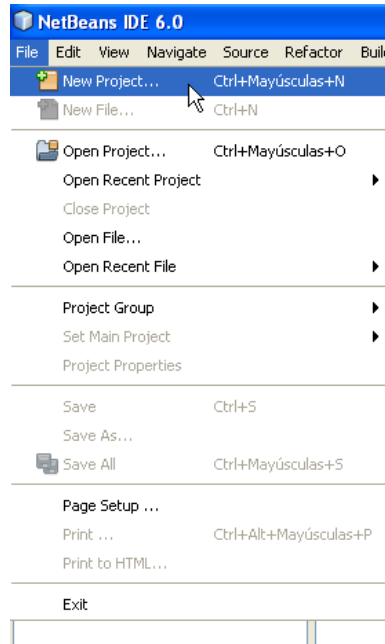 NetBeans IDE 6.0
File Edit View Navigate Source Refactor
New Project... Ctrl+Mayúsculas+N
New File... Ctrl+N
Open Project... Ctrl+Mayúsculas+O
Open Recent Project
Close Project
Open File...
Open Recent File
Project Group
Set Main Project
Project Properties
Save Ctrl+S
Save As...
Save All Ctrl+Mayúsculas+S
Page Setup ...
Print ... Ctrl+Alt+Mayúsculas+P
Print to HTML...
Exit